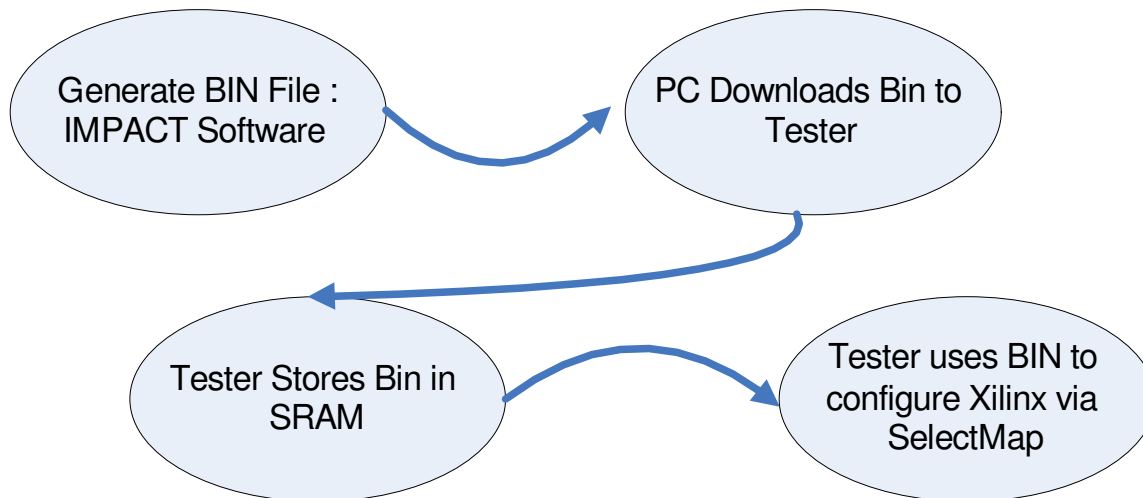 Generate BIN File :
IMPACT Software
PC Downloads Bin to
Tester
Tester Stores Bin in
SRAM
Tester uses BIN to
configure Xilinx via
SelectMap